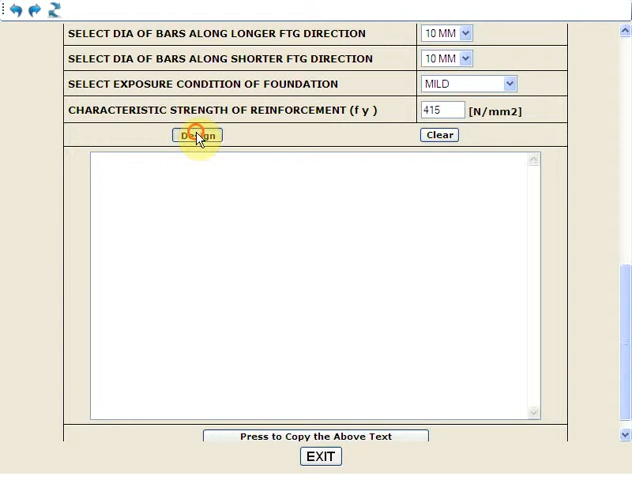 SELECT DIA OF BARS ALONG LONGER FTG DIRECTION 10 MM
SELECT DIA OF BARS ALONG SHORTER FTG DIRECTION 10 MM
SELECT EXPOSURE CONDITION OF FOUNDATION MILD
CHARACTERISTIC STRENGTH OF REINFORCEMENT (f y ) 415 [N/mm2]
Design Clear
Press to Copy the Above Text
EXIT